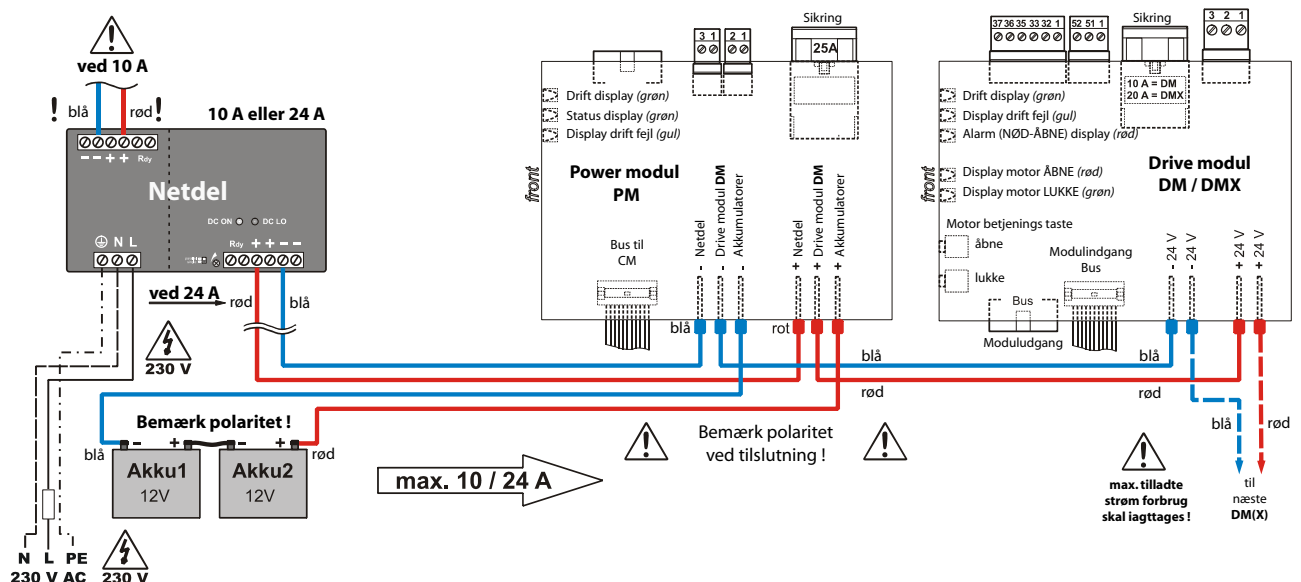 ved 10 A
! blå rød !
10 A eller 24 A
– – + + Rdy
Netdel
DC ON DC LO
N L
Rdy + + – –
ved 24 A
rød
blå
230 V
Bemærk polaritet !
blå
- + - +
rød
Akku1
12V
Akku2
12V
N L PE
230 V AC
230 V
max. 10 / 24 A
3 1
2 1
Sikring
25A
Drift display (grøn)
Status display (grøn)
Display drift fejl (gul)
front
Power modul
PM
Bus til
CM
- Netdel
- Drive modul DM
- Akkumulatorer
+ Netdel
+ Drive modul DM
+ Akkumulatorer
blå
rot
blå
rød
Bemærk polaritet
ved tilslutning !
37 36 35 33 32 1
52 51 1
Sikring
10 A = DM
20 A = DMX
3 2 1
Drift display (grøn)
Display drift fejl (gul)
Alarm (NØD-ÅBNE) display (rød)
front
Display motor ÅBNE (rød)
Display motor LUKKE (grøn)
Drive modul
DM / DMX
Motor betjenings taste
åbne
lukke
Modulindgang
Bus
Bus
Moduludgang
- 24 V
- 24 V
+ 24 V
+ 24 V
blå
rød
blå
rød
max. tilladte
strøm forbrug
skal iagttages !
til
næste
DM(X)